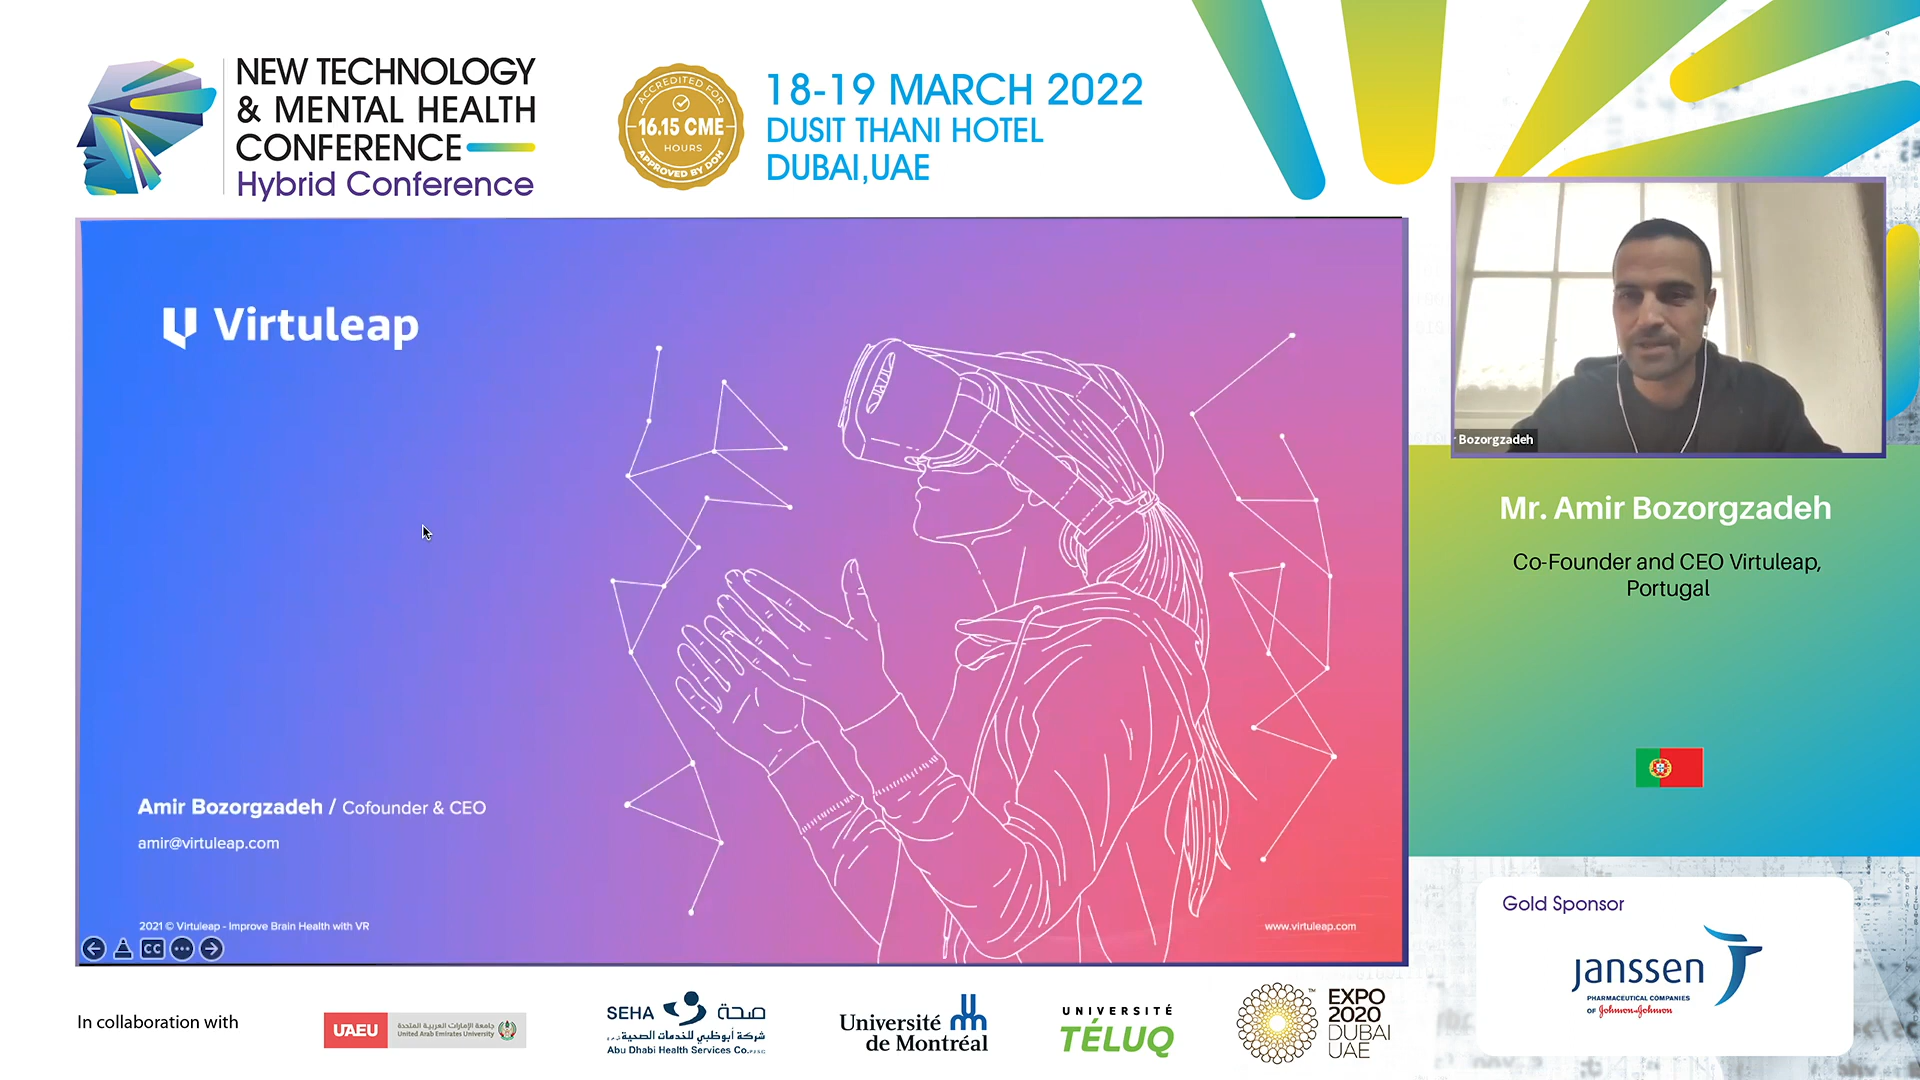 NEW TECHNOLOGY
& MENTAL HEALTH
CONFERENCE
Hybrid Conference
ACCREDITED FOR
16.15 CME
HOURS
APPROVED BY DOH
18-19 MARCH 2022
DUSIT THANI HOTEL
DUBAI,UAE
Virtuleap
Amir Bozorgzadeh / Cofounder & CEO
amir@virtuleap.com
2021 © Virtuleap - Improve Brain Health with VR
www.virtuleap.com
CC
Bozorgzadeh
Mr. Amir Bozorgzadeh
Co-Founder and CEO Virtuleap,
Portugal
Gold Sponsor
janssen
PHARMACEUTICAL COMPANIES
OF Johnson & Johnson
In collaboration with
UAEU
جامعة الإمارات العربية المتحدة
United Arab Emirates University
SEHA صحة
شركة أبوظبي للخدمات الصحية ش.م.ع
Abu Dhabi Health Services Co. PJSC
Université
de Montréal
UNIVERSITÉ
TÉLUQ
EXPO
2020
DUBAI
UAE